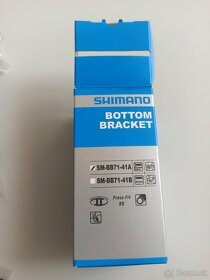 SHIMANO
BOTTOM
BRACKET
SM-BB71-41A
SM-BB71-41B
Press-Fit
BB